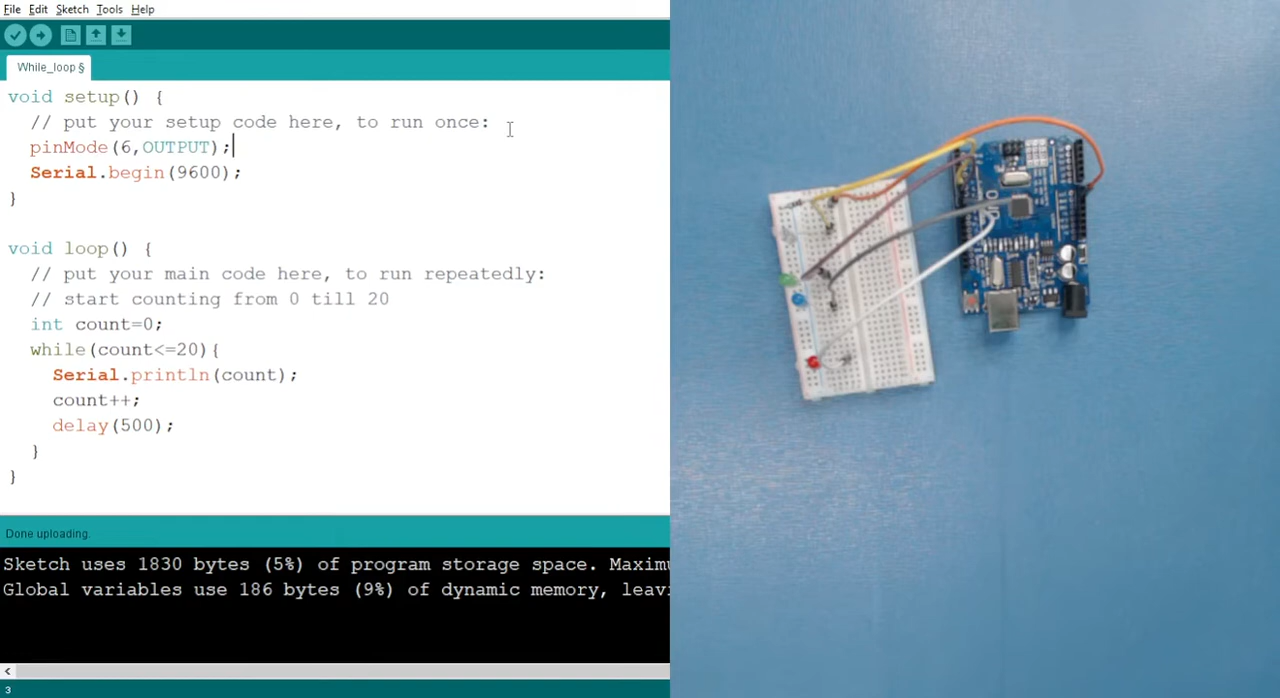 File Edit Sketch Tools Help
While_loop §
void setup() {
// put your setup code here, to run once:
pinMode(6,OUTPUT);
Serial.begin(9600);
}
void loop() {
// put your main code here, to run repeatedly:
// start counting from 0 till 20
int count=0;
while(count<=20){
Serial.println(count);
count++;
delay(500);
}
}
Done uploading.
Sketch uses 1830 bytes (5%) of program storage space.
Global variables use 186 bytes (9%) of dynamic memory,
3